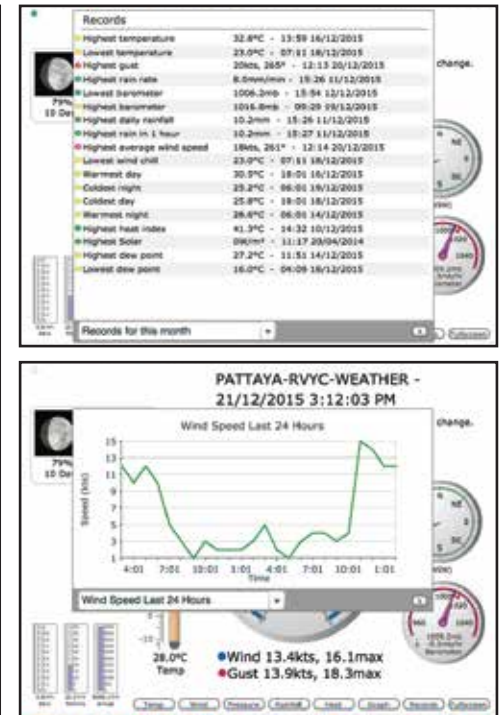 Records
Highest temperature 32.8°C - 13:59 16/12/2015
Lowest temperature 23.0°C - 07:11 18/12/2015
Highest gust 20kts, 265° - 12:13 20/12/2015
Highest rain rate 8.0mm/min - 15:26 11/12/2015
Lowest barometer 1006.2mb - 15:54 12/12/2015
Highest barometer 1016.8mb - 09:29 19/12/2015
Highest daily rainfall 10.2mm - 15:26 11/12/2015
Highest rain in 1 hour 10.2mm - 15:27 11/12/2015
Highest average wind speed 18kts, 261° - 12:14 20/12/2015
Lowest wind chill 23.0°C - 07:11 18/12/2015
Warmest day 30.5°C - 18:01 16/12/2015
Coldest night 25.2°C - 06:01 19/12/2015
Coldest day 25.8°C - 18:01 18/12/2015
Warmest night 26.6°C - 06:01 14/12/2015
Highest heat index 41.3°C - 14:32 10/12/2015
Highest Solar 0W/m² - 11:17 20/04/2014
Highest dew point 27.2°C - 11:51 14/12/2015
Lowest dew point 16.0°C - 04:09 18/12/2015
Records for this month
change.
79%
10 Da
NE
Fullscreen
PATTAYA-RVYC-WEATHER -
21/12/2015 3:12:03 PM
change.
79%
10 Da
Wind Speed Last 24 Hours
Speed (kts)
15
13
11
9
7
5
3
1
4:01 7:01 10:01 1:01 4:01 7:01 10:01 1:01
Time
Wind Speed Last 24 Hours
NE
-10
28.0°C
Temp
Wind 13.4kts, 16.1max
Gust 13.9kts, 18.3max
Barometer
Temp Wind Pressure Rainfall Heat Graph Records Fullscreen